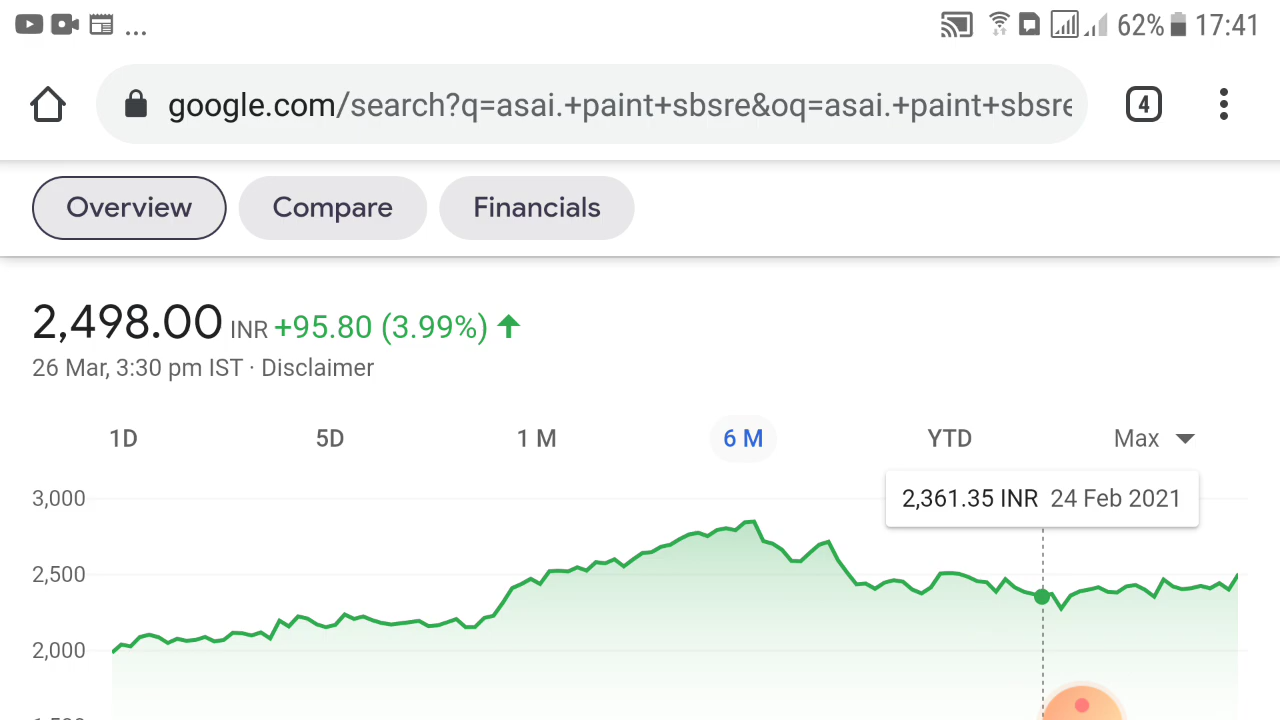 ... 62% 17:41
google.com/search?q=asai.+paint+sbsre&oq=asai.+paint+sbsre 4
Overview Compare Financials
2,498.00 INR +95.80 (3.99%)
26 Mar, 3:30 pm IST · Disclaimer
1D 5D 1 M 6 M YTD Max
2,361.35 INR 24 Feb 2021
3,000
2,500
2,000